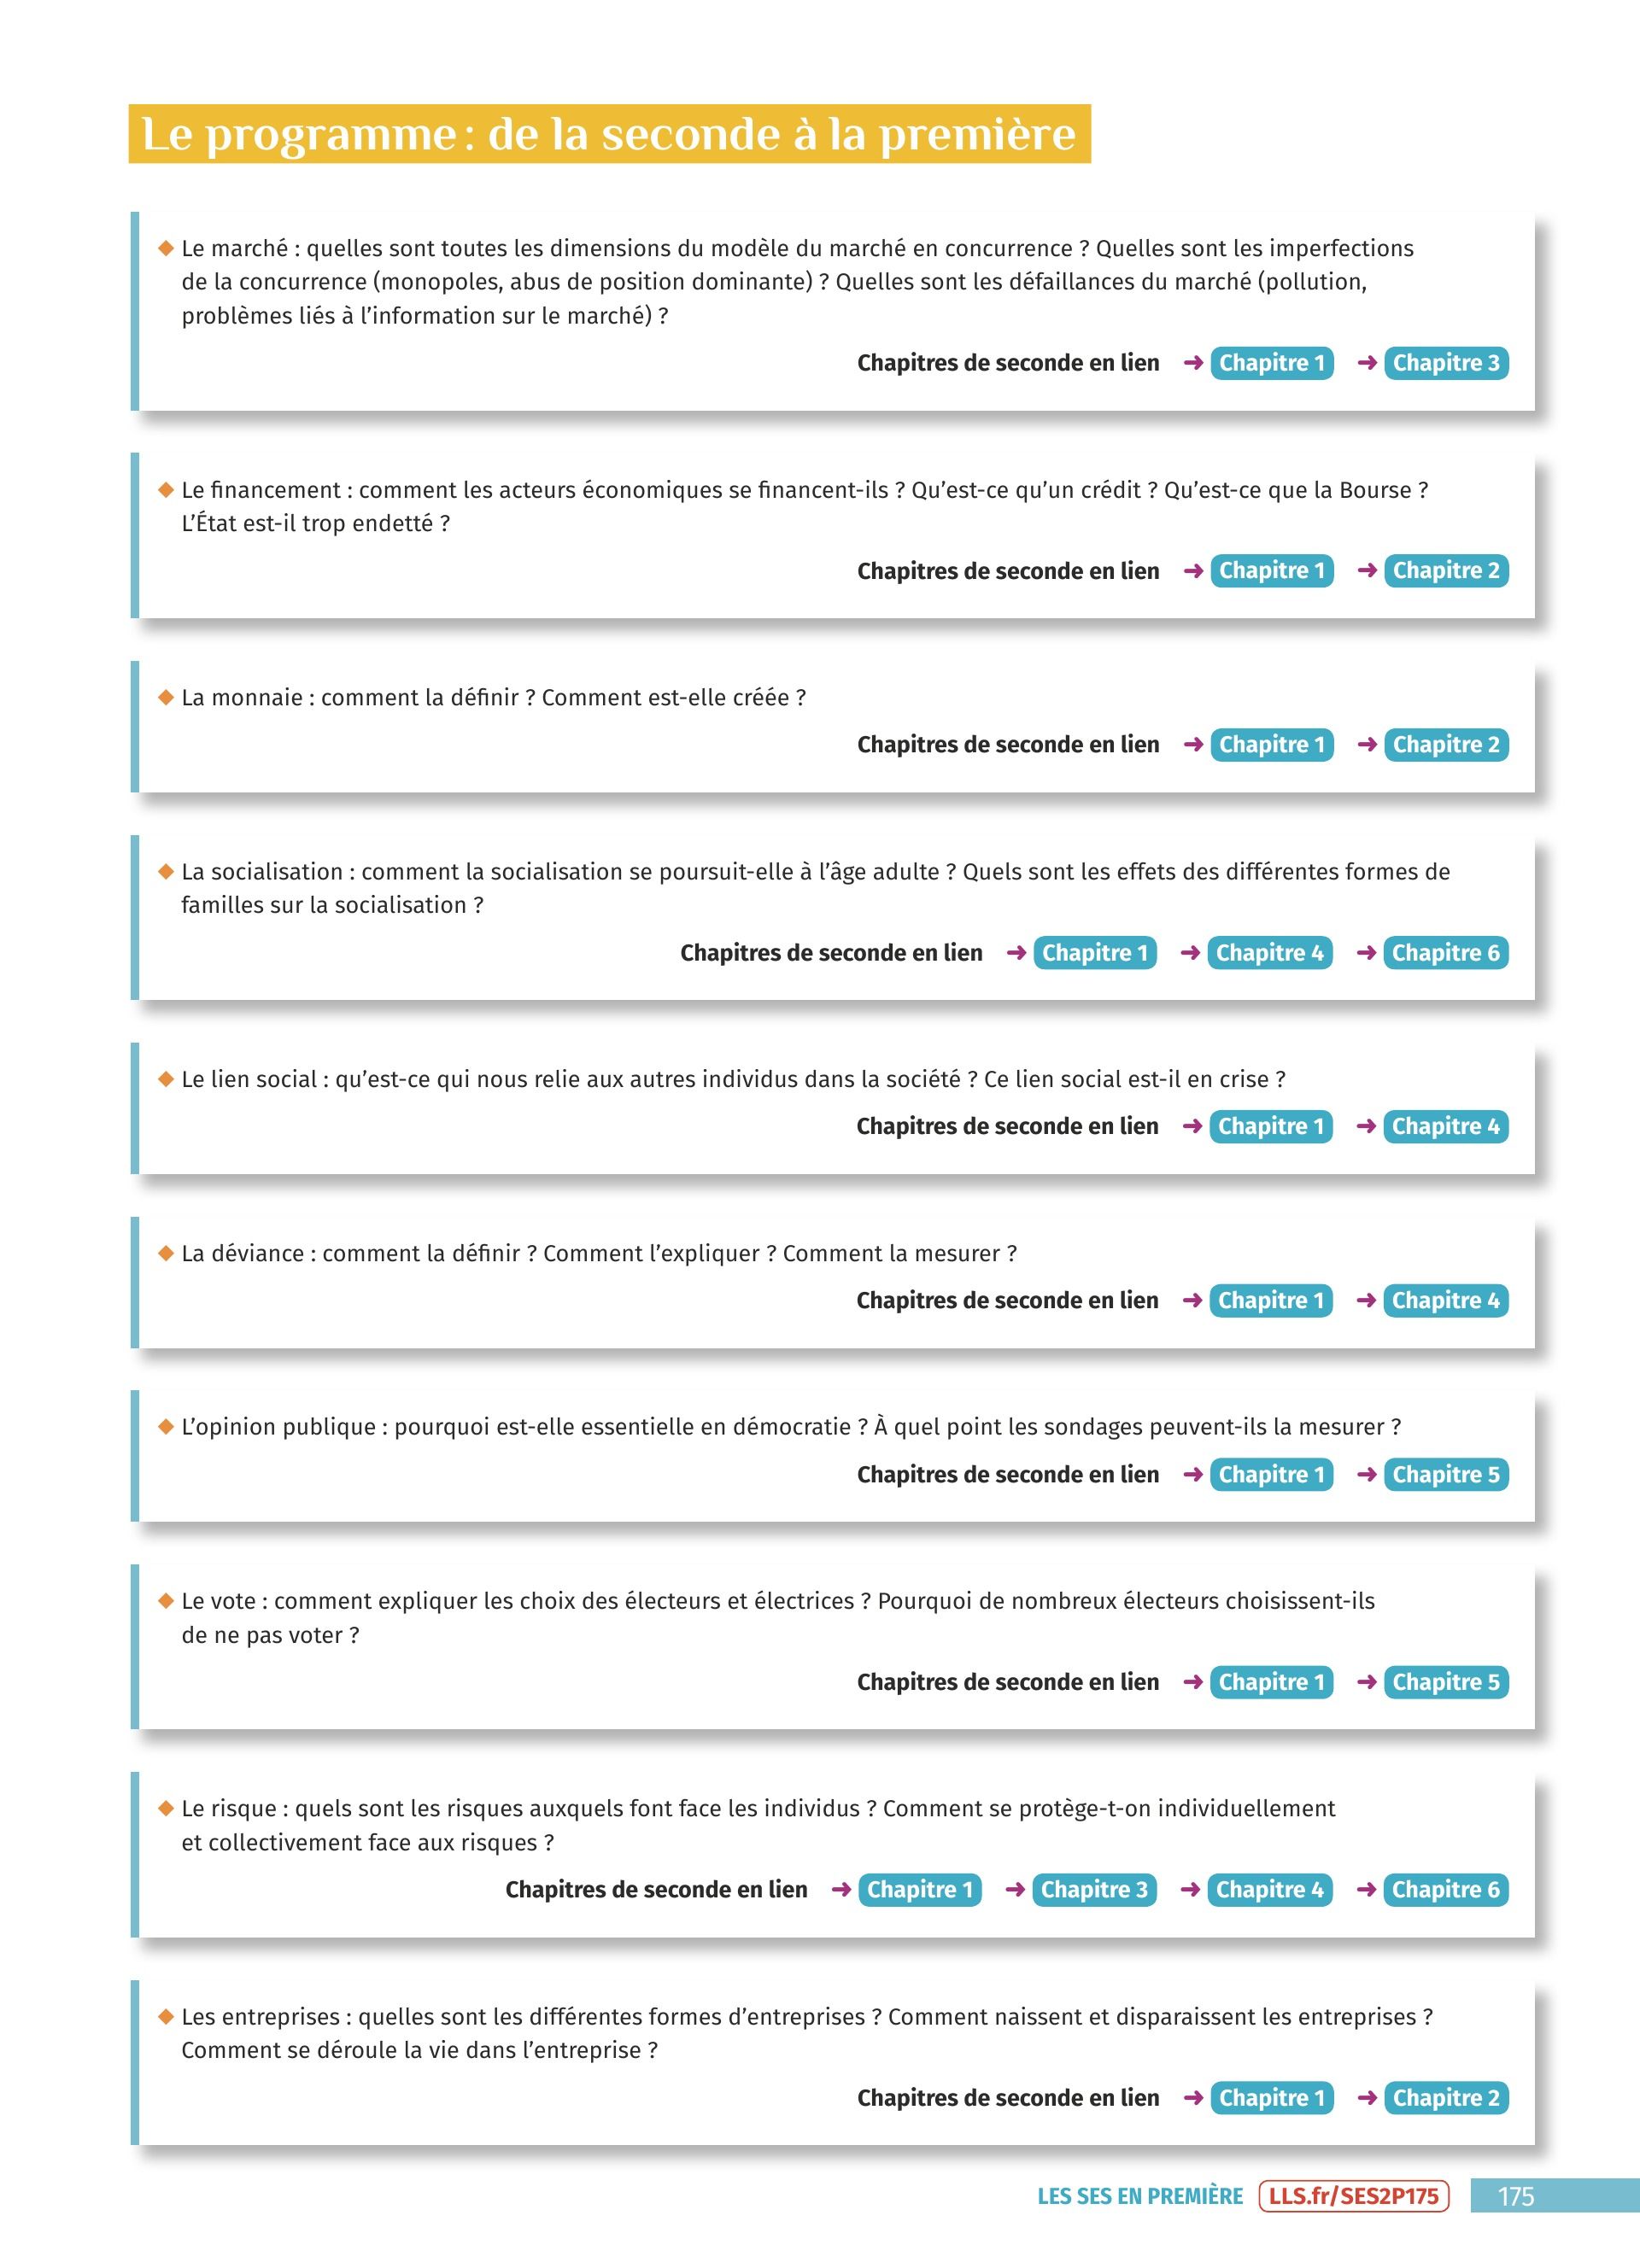 Le programme : de la seconde à la première
◆ Le marché : quelles sont toutes les dimensions du modèle du marché en concurrence ? Quelles sont les imperfections
de la concurrence (monopoles, abus de position dominante) ? Quelles sont les défaillances du marché (pollution,
problèmes liés à l’information sur le marché) ?
Chapitres de seconde en lien ➜ Chapitre 1 ➜ Chapitre 3
◆ Le financement : comment les acteurs économiques se financent-ils ? Qu’est-ce qu’un crédit ? Qu’est-ce que la Bourse ?
L’État est-il trop endetté ?
Chapitres de seconde en lien ➜ Chapitre 1 ➜ Chapitre 2
◆ La monnaie : comment la définir ? Comment est-elle créée ?
Chapitres de seconde en lien ➜ Chapitre 1 ➜ Chapitre 2
◆ La socialisation : comment la socialisation se poursuit-elle à l’âge adulte ? Quels sont les effets des différentes formes de
familles sur la socialisation ?
Chapitres de seconde en lien ➜ Chapitre 1 ➜ Chapitre 4 ➜ Chapitre 6
◆ Le lien social : qu’est-ce qui nous relie aux autres individus dans la société ? Ce lien social est-il en crise ?
Chapitres de seconde en lien ➜ Chapitre 1 ➜ Chapitre 4
◆ La déviance : comment la définir ? Comment l’expliquer ? Comment la mesurer ?
Chapitres de seconde en lien ➜ Chapitre 1 ➜ Chapitre 4
◆ L’opinion publique : pourquoi est-elle essentielle en démocratie ? À quel point les sondages peuvent-ils la mesurer ?
Chapitres de seconde en lien ➜ Chapitre 1 ➜ Chapitre 5
◆ Le vote : comment expliquer les choix des électeurs et électrices ? Pourquoi de nombreux électeurs choisissent-ils
de ne pas voter ?
Chapitres de seconde en lien ➜ Chapitre 1 ➜ Chapitre 5
◆ Le risque : quels sont les risques auxquels font face les individus ? Comment se protège-t-on individuellement
et collectivement face aux risques ?
Chapitres de seconde en lien ➜ Chapitre 1 ➜ Chapitre 3 ➜ Chapitre 4 ➜ Chapitre 6
◆ Les entreprises : quelles sont les différentes formes d’entreprises ? Comment naissent et disparaissent les entreprises ?
Comment se déroule la vie dans l’entreprise ?
Chapitres de seconde en lien ➜ Chapitre 1 ➜ Chapitre 2
LES SES EN PREMIÈRE LLS.fr/SES2P175 175